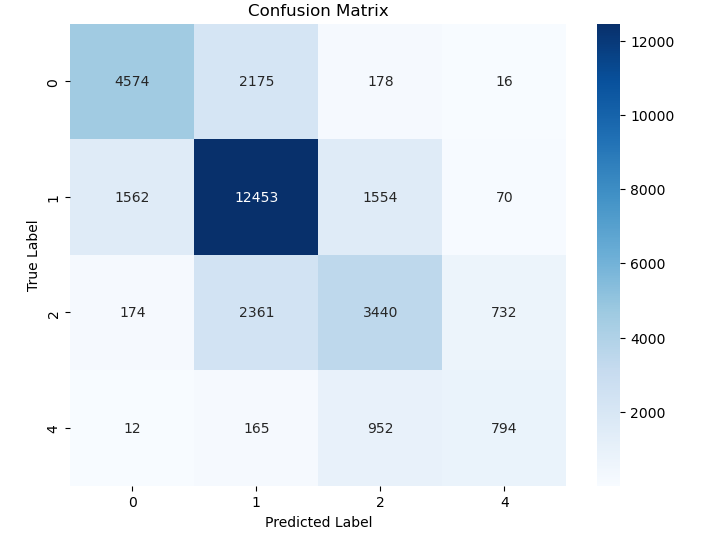 Confusion Matrix
True Label
0 4574 2175 178 16
1 1562 12453 1554 70
2 174 2361 3440 732
4 12 165 952 794
0 1 2 4
Predicted Label
12000
10000
8000
6000
4000
2000